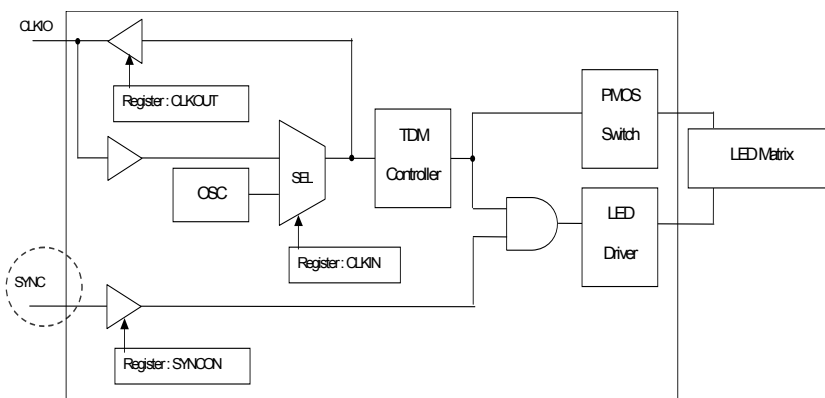 CLKIO
Register : CLKOUT
PMOS
Switch
TDM
Controller
LED Matrix
SEL
OSC
LED
Driver
Register : CLKIN
SYNC
Register : SYNCON